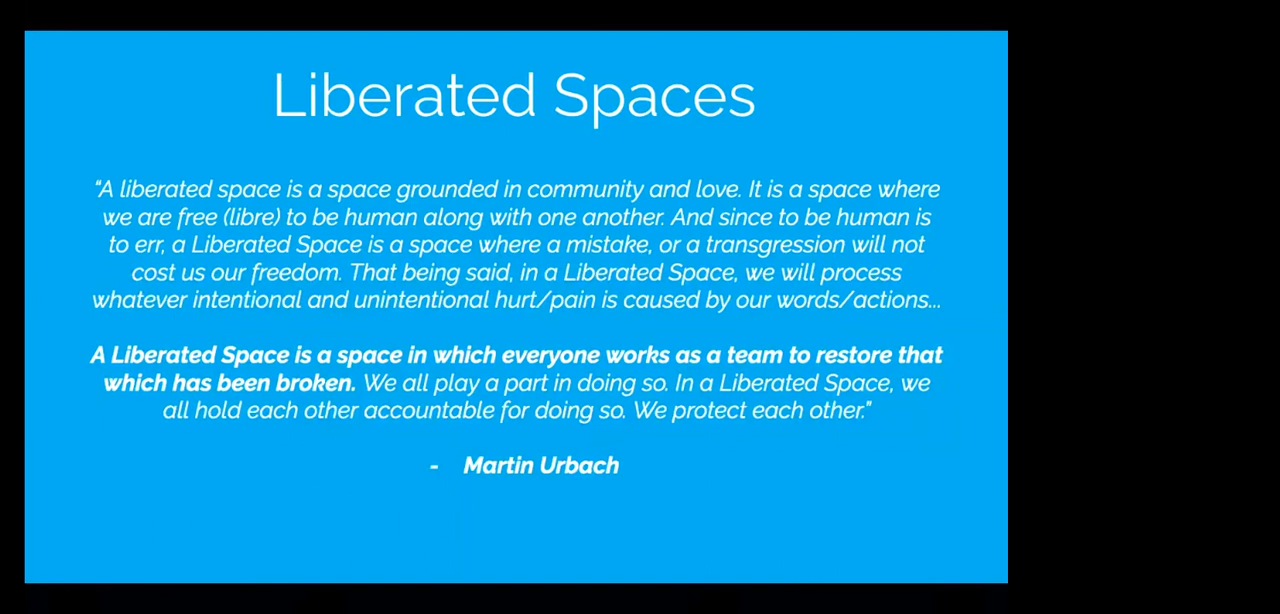 Liberated Spaces
“A liberated space is a space grounded in community and love. It is a space where
we are free (libre) to be human along with one another. And since to be human is
to err, a Liberated Space is a space where a mistake, or a transgression will not
cost us our freedom. That being said, in a Liberated Space, we will process
whatever intentional and unintentional hurt/pain is caused by our words/actions...
A Liberated Space is a space in which everyone works as a team to restore that
which has been broken. We all play a part in doing so. In a Liberated Space, we
all hold each other accountable for doing so. We protect each other.”
- Martin Urbach